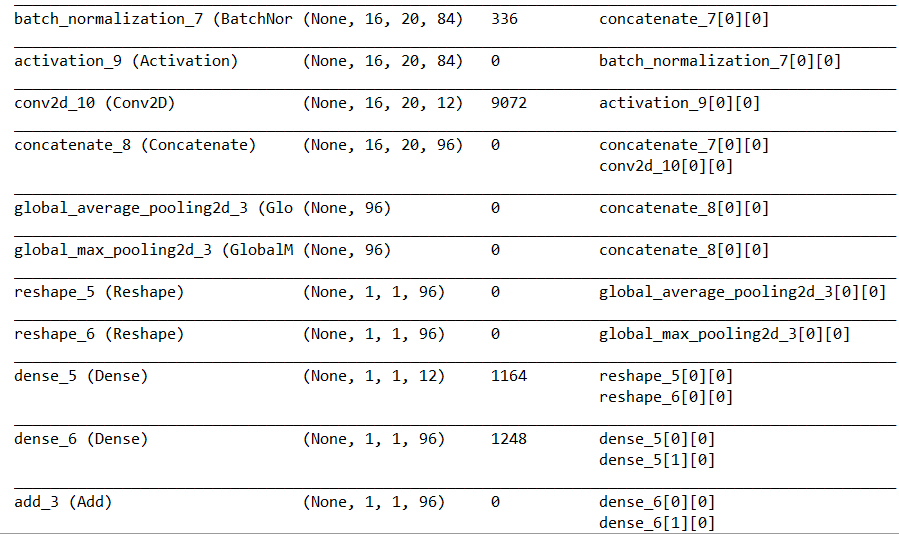 batch_normalization_7 (BatchNor (None, 16, 20, 84) 336 concatenate_7[0][0]
activation_9 (Activation) (None, 16, 20, 84) 0 batch_normalization_7[0][0]
conv2d_10 (Conv2D) (None, 16, 20, 12) 9072 activation_9[0][0]
concatenate_8 (Concatenate) (None, 16, 20, 96) 0 concatenate_7[0][0]
conv2d_10[0][0]
global_average_pooling2d_3 (Glo (None, 96) 0 concatenate_8[0][0]
global_max_pooling2d_3 (GlobalM (None, 96) 0 concatenate_8[0][0]
reshape_5 (Reshape) (None, 1, 1, 96) 0 global_average_pooling2d_3[0][0]
reshape_6 (Reshape) (None, 1, 1, 96) 0 global_max_pooling2d_3[0][0]
dense_5 (Dense) (None, 1, 1, 12) 1164 reshape_5[0][0]
reshape_6[0][0]
dense_6 (Dense) (None, 1, 1, 96) 1248 dense_5[0][0]
dense_5[1][0]
add_3 (Add) (None, 1, 1, 96) 0 dense_6[0][0]
dense_6[1][0]